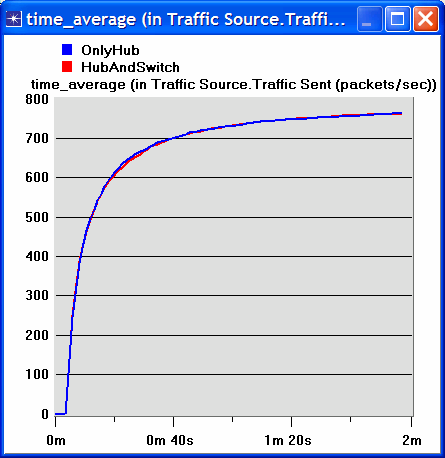 time_average (in Traffic Source.Traffi...
OnlyHub
HubAndSwitch
time_average (in Traffic Source.Traffic Sent (packets/sec))
800
700
600
500
400
300
200
100
0
0m
0m 40s
1m 20s
2m